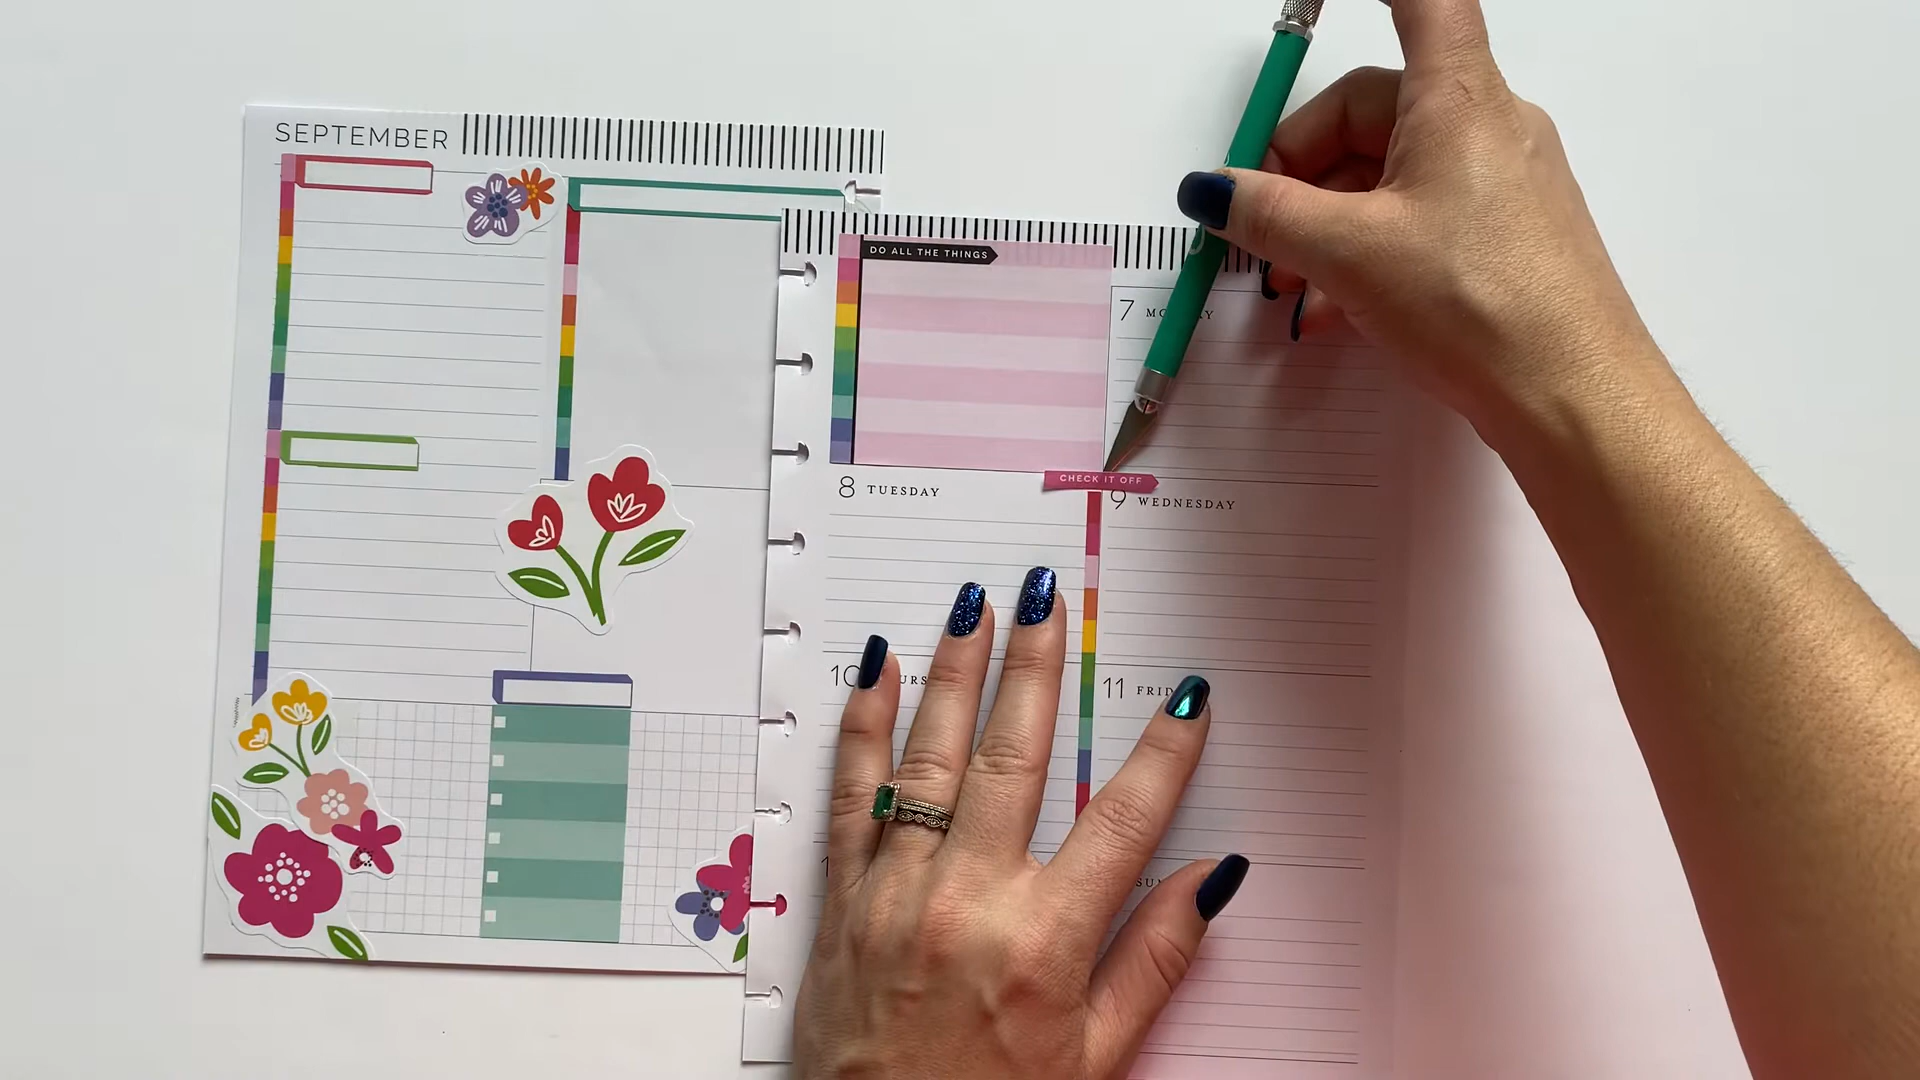 SEPTEMBER
DO ALL THE THINGS
7
CHECK IT OFF
8 TUESDAY
9 WEDNESDAY
10
11